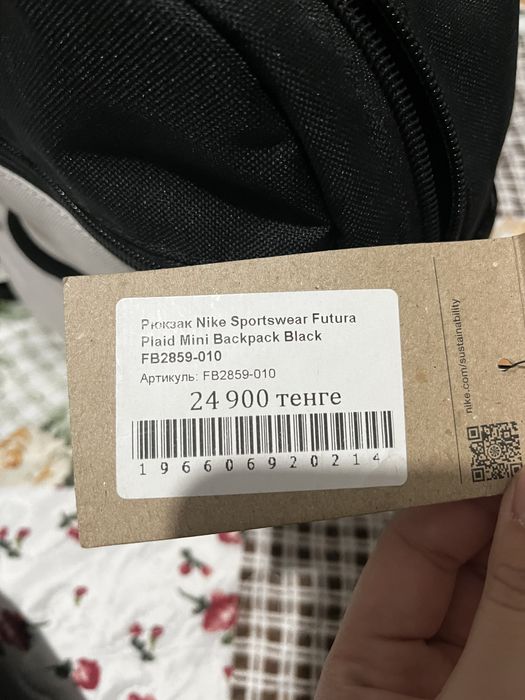 Рюкзак Nike Sportswear Futura
Plaid Mini Backpack Black
FB2859-010
Артикуль: FB2859-010
24 900 тенге
196606920214
nike.com/sustainability